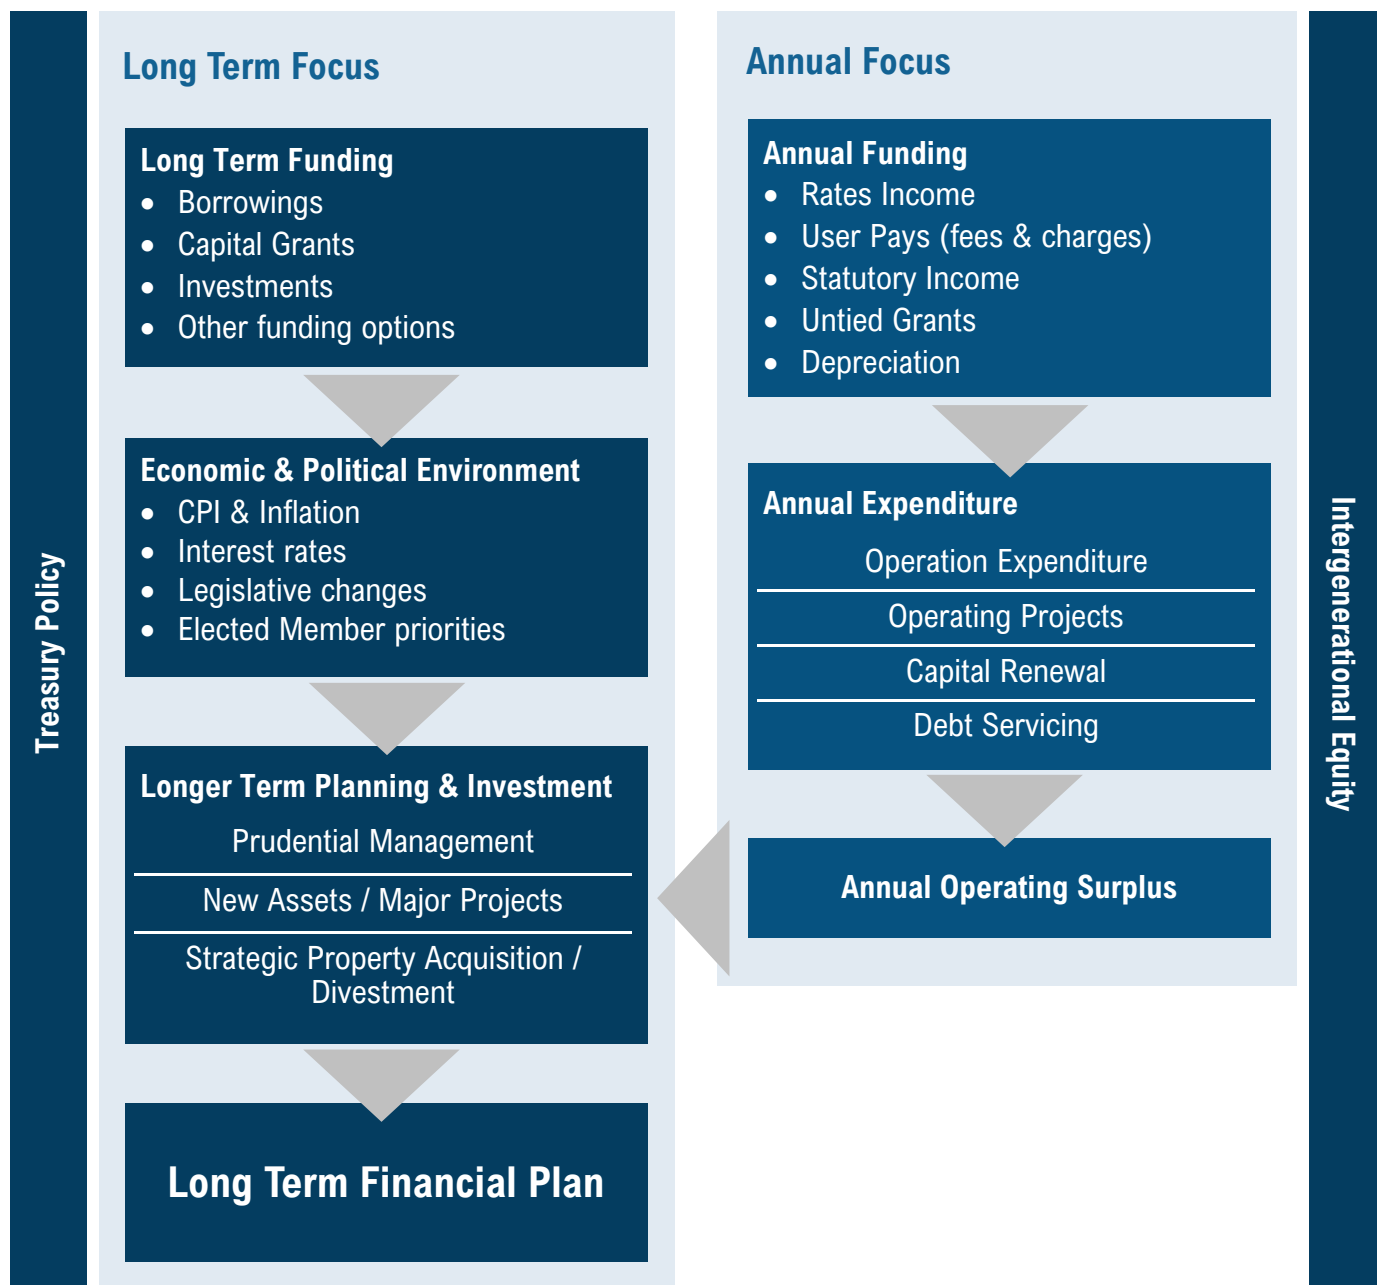 Treasury Policy
Long Term Focus
Long Term Funding
• Borrowings
• Capital Grants
• Investments
• Other funding options
Economic & Political Environment
• CPI & Inflation
• Interest rates
• Legislative changes
• Elected Member priorities
Longer Term Planning & Investment
Prudential Management
New Assets / Major Projects
Strategic Property Acquisition /
Divestment
Long Term Financial Plan
Annual Focus
Annual Funding
• Rates Income
• User Pays (fees & charges)
• Statutory Income
• Untied Grants
• Depreciation
Annual Expenditure
Operation Expenditure
Operating Projects
Capital Renewal
Debt Servicing
Annual Operating Surplus
Intergenerational Equity